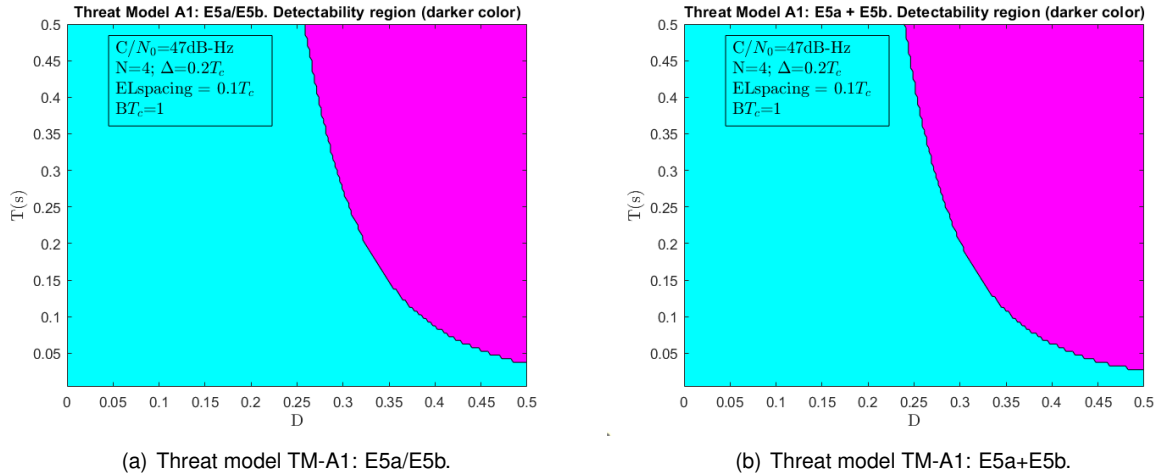 Threat Model A1: E5a/E5b. Detectability region (darker color)
C/N₀=47dB-Hz
N=4; Δ=0.2T_c
ELspacing = 0.1T_c
BT_c=1
0.5
0.45
0.4
0.35
0.3
0.25
0.2
0.15
0.1
0.05
T(s)
0 0.05 0.1 0.15 0.2 0.25 0.3 0.35 0.4 0.45 0.5
D
(a) Threat model TM-A1: E5a/E5b.
Threat Model A1: E5a + E5b. Detectability region (darker color)
C/N₀=47dB-Hz
N=4; Δ=0.2T_c
ELspacing = 0.1T_c
BT_c=1
0.5
0.45
0.4
0.35
0.3
0.25
0.2
0.15
0.1
0.05
T(s)
0 0.05 0.1 0.15 0.2 0.25 0.3 0.35 0.4 0.45 0.5
D
(b) Threat model TM-A1: E5a+E5b.